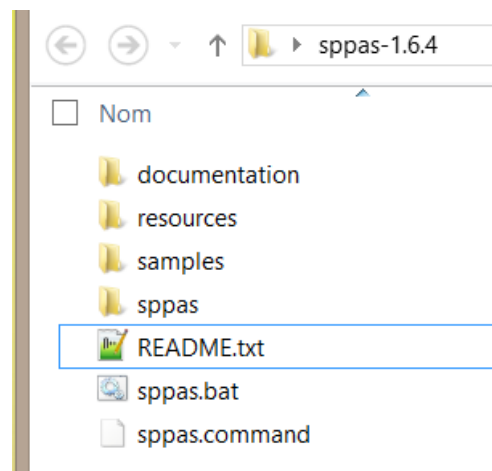 sppas-1.6.4
Nom
documentation
resources
samples
sppas
README.txt
sppas.bat
sppas.command